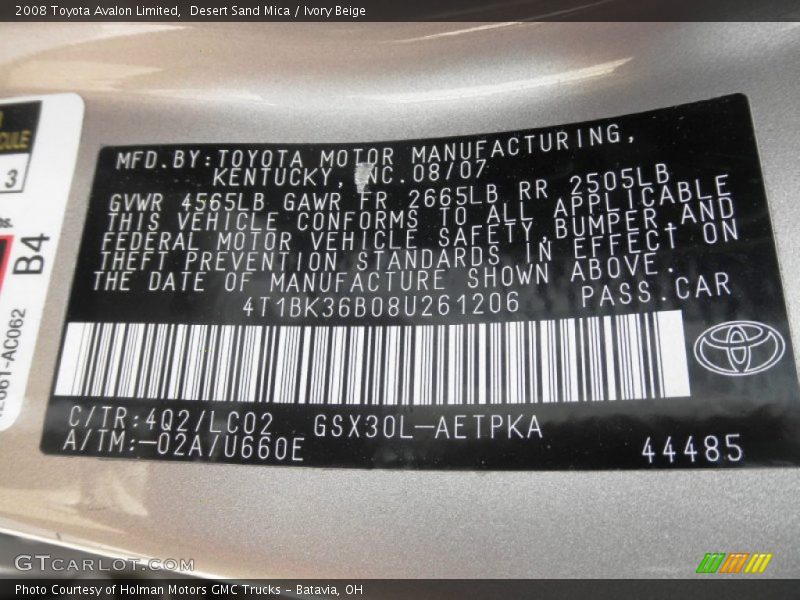 2008 Toyota Avalon Limited, Desert Sand Mica / Ivory Beige
MFD.BY:TOYOTA MOTOR MANUFACTURING,
KENTUCKY, INC.08/07
GVWR 4565LB GAWR FR 2665LB RR 2505LB
THIS VEHICLE CONFORMS TO ALL APPLICABLE
FEDERAL MOTOR VEHICLE SAFETY,BUMPER,AND
THEFT PREVENTION STANDARDS IN EFFECT ON
THE DATE OF MANUFACTURE SHOWN ABOVE.
4T1BK36B08U261206 PASS.CAR
C/TR:4Q2/LC02 GSX30L-AETPKA
A/TM:-02A/U660E 44485
3
B4
GTCARLOT.COM
Photo Courtesy of Holman Motors GMC Trucks - Batavia, OH